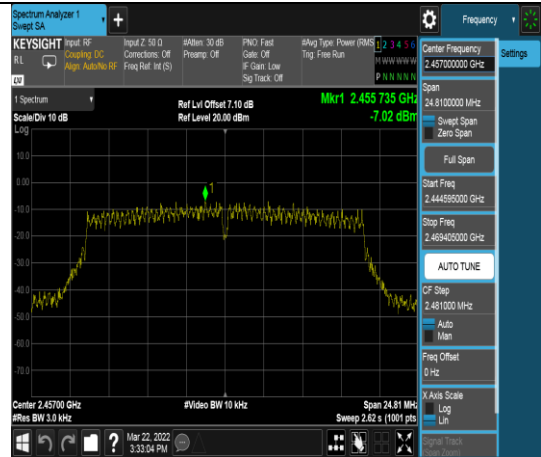 Spectrum Analyzer 1
Swept SA
Frequency
KEYSIGHT
RL
Input: RF
Coupling: DC
Align: Auto/No RF
Input Z: 50 Ω
Corrections: Off
Freq Ref: Int (S)
#Atten: 30 dB
Preamp: Off
PNO: Fast
Gate: Off
IF Gain: Low
Sig Track: Off
#Avg Type: Power (RMS
Trig: Free Run
1 2 3 4 5 6
M W W W W W
P N N N N N
1 Spectrum
Scale/Div 10 dB
Log
Ref Lvl Offset 7.10 dB
Ref Level 20.00 dBm
Mkr1 2.455 735 GHz
-7.02 dBm
1
10.0
0.00
-10.0
-20.0
-30.0
-40.0
-50.0
-60.0
-70.0
Center 2.45700 GHz
#Res BW 3.0 kHz
#Video BW 10 kHz
Span 24.81 MHz
Sweep 2.62 s (1001 pts
Mar 22, 2022
3:33:04 PM
Center Frequency
2.457000000 GHz
Settings
Span
24.8100000 MHz
Swept Span
Zero Span
Full Span
Start Freq
2.444595000 GHz
Stop Freq
2.469405000 GHz
AUTO TUNE
CF Step
2.481000 MHz
Auto
Man
Freq Offset
0 Hz
X Axis Scale
Log
Lin
Signal Track
(Span Zoom)